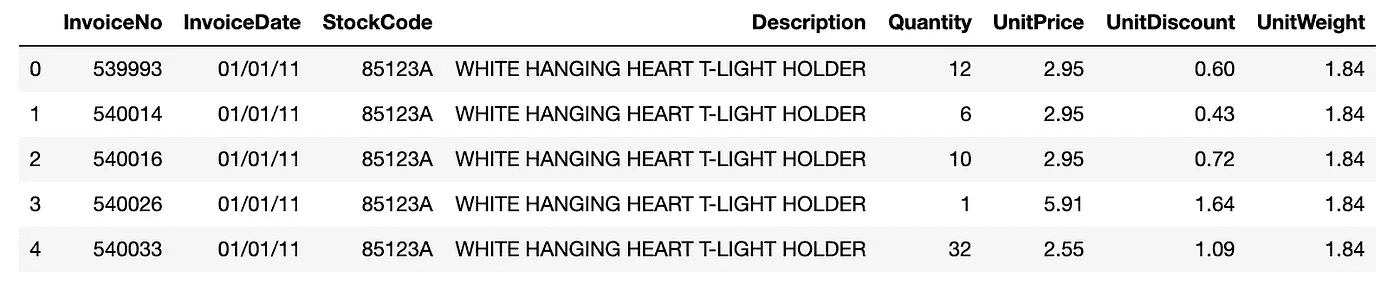 InvoiceNo InvoiceDate StockCode Description Quantity UnitPrice UnitDiscount UnitWeight
0 539993 01/01/11 85123A WHITE HANGING HEART T-LIGHT HOLDER 12 2.95 0.60 1.84
1 540014 01/01/11 85123A WHITE HANGING HEART T-LIGHT HOLDER 6 2.95 0.43 1.84
2 540016 01/01/11 85123A WHITE HANGING HEART T-LIGHT HOLDER 10 2.95 0.72 1.84
3 540026 01/01/11 85123A WHITE HANGING HEART T-LIGHT HOLDER 1 5.91 1.64 1.84
4 540033 01/01/11 85123A WHITE HANGING HEART T-LIGHT HOLDER 32 2.55 1.09 1.84